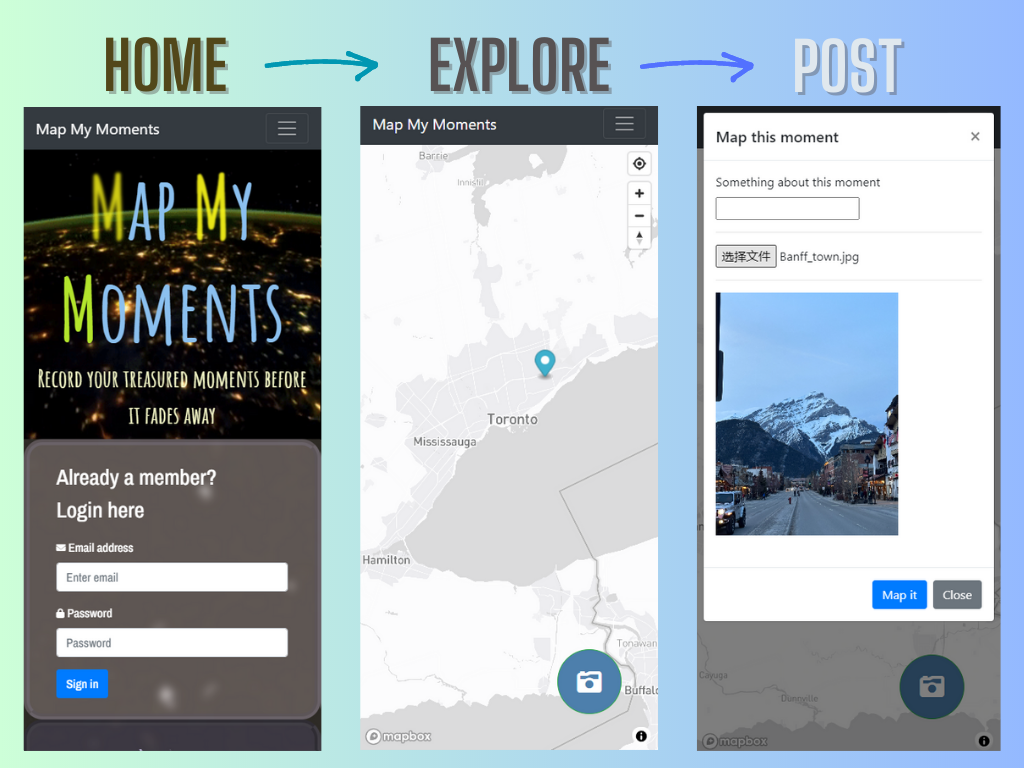 HOME
EXPLORE
POST
Map My Moments
MAP MY
MOMENTS
RECORD YOUR TREASURED MOMENTS BEFORE
IT FADES AWAY
Already a member?
Login here
Email address
Enter email
Password
Password
Sign in
Map My Moments
Barrie
Innisfil
Toronto
Mississauga
Hamilton
Tonawan
Buffalo
mapbox
Map this moment
×
Something about this moment
选择文件 Banff_town.jpg
Map it
Close
Cayuga
Dunnville
mapbox